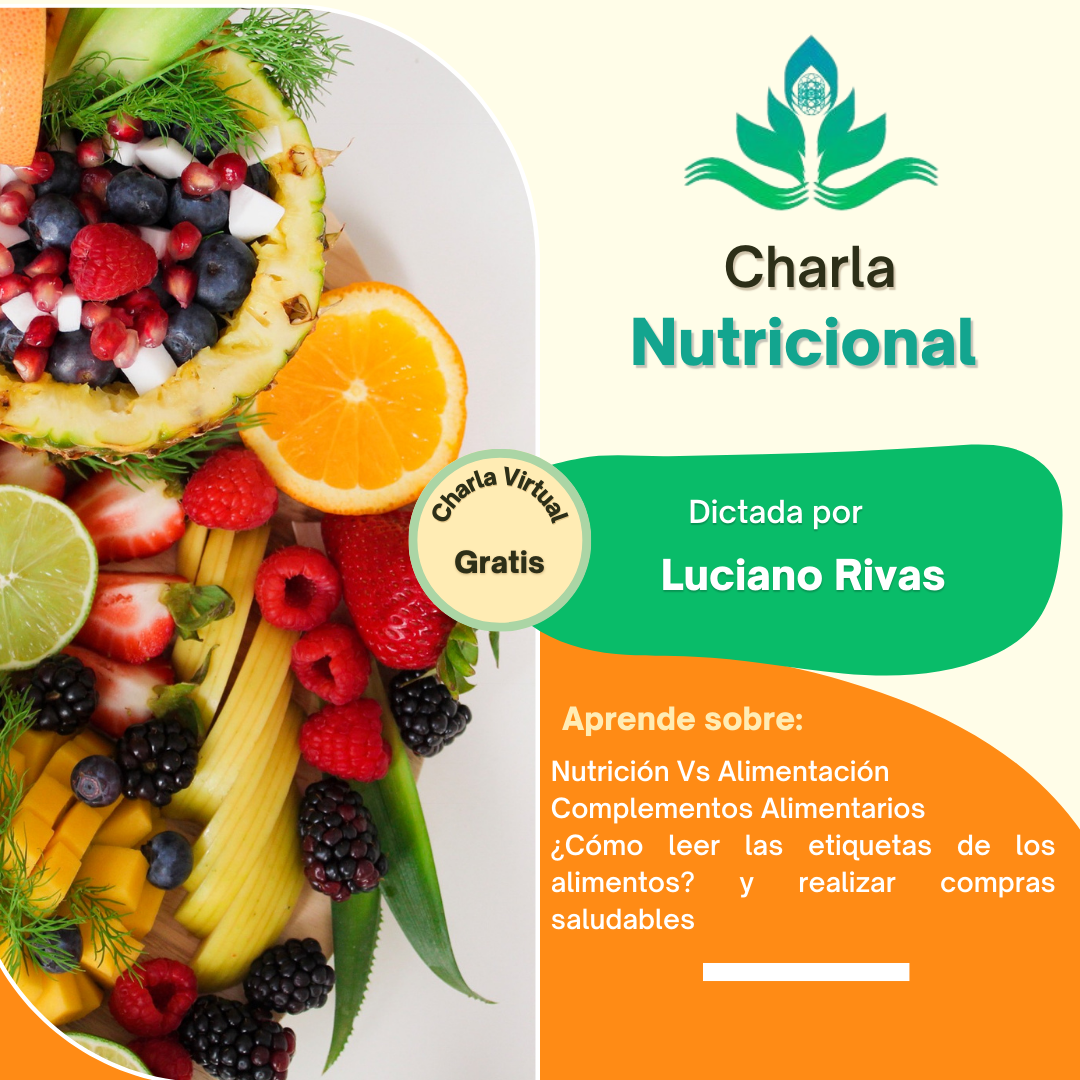 Charla
Nutricional
Charla Virtual
Gratis
Dictada por
Luciano Rivas
Aprende sobre:
Nutrición Vs Alimentación
Complementos Alimentarios
¿Cómo leer las etiquetas de los
alimentos? y realizar compras
saludables